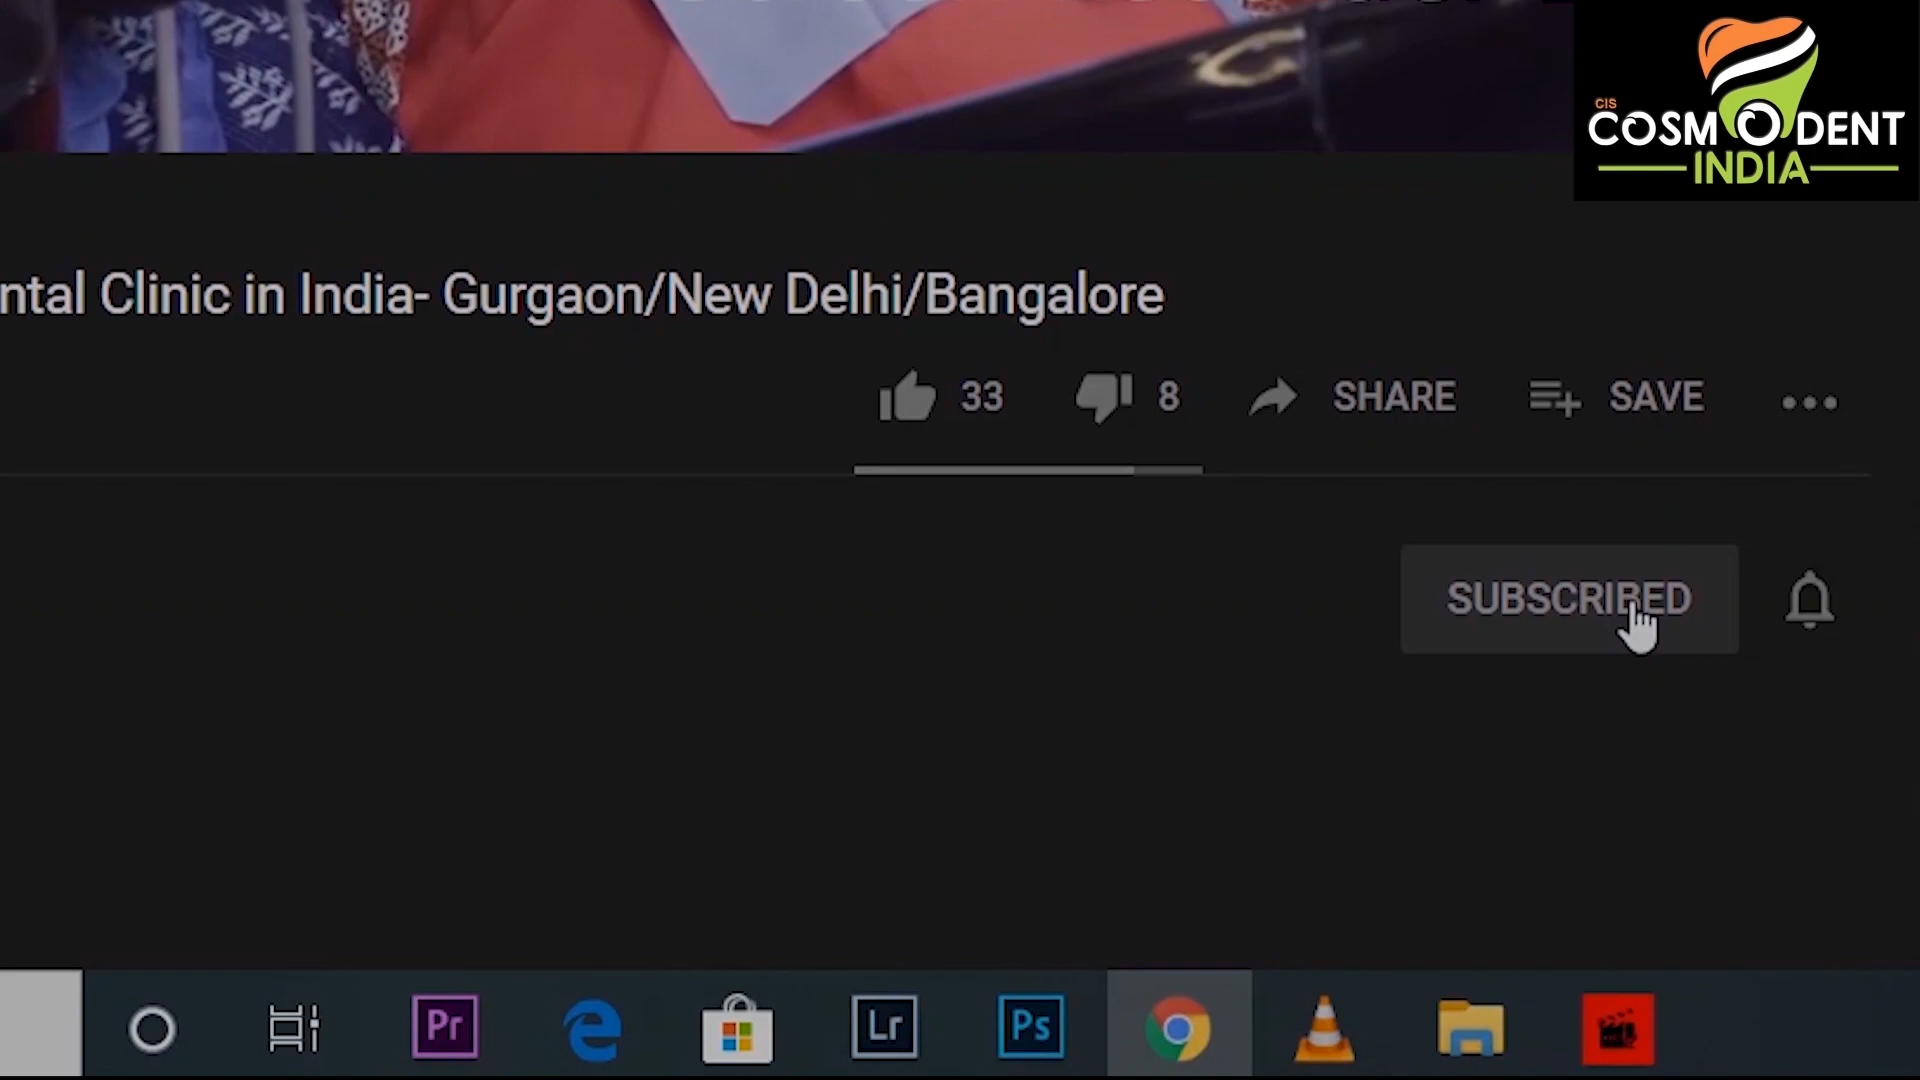 CIS
COSMODENT
INDIA
ntal Clinic in India- Gurgaon/New Delhi/Bangalore
33 8 SHARE SAVE
SUBSCRIBED
Pr Lr Ps